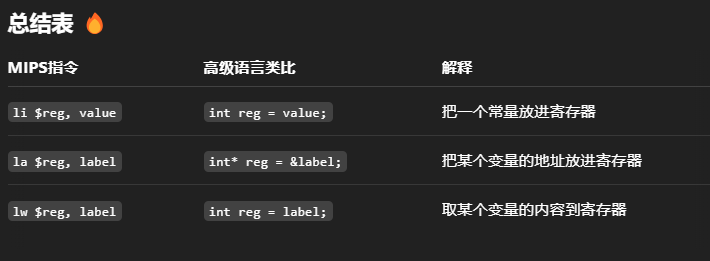 总结表 🔥
MIPS指令 高级语言类比 解释
li $reg, value int reg = value; 把一个常量放进寄存器
la $reg, label int* reg = &label; 把某个变量的地址放进寄存器
lw $reg, label int reg = label; 取某个变量的内容到寄存器